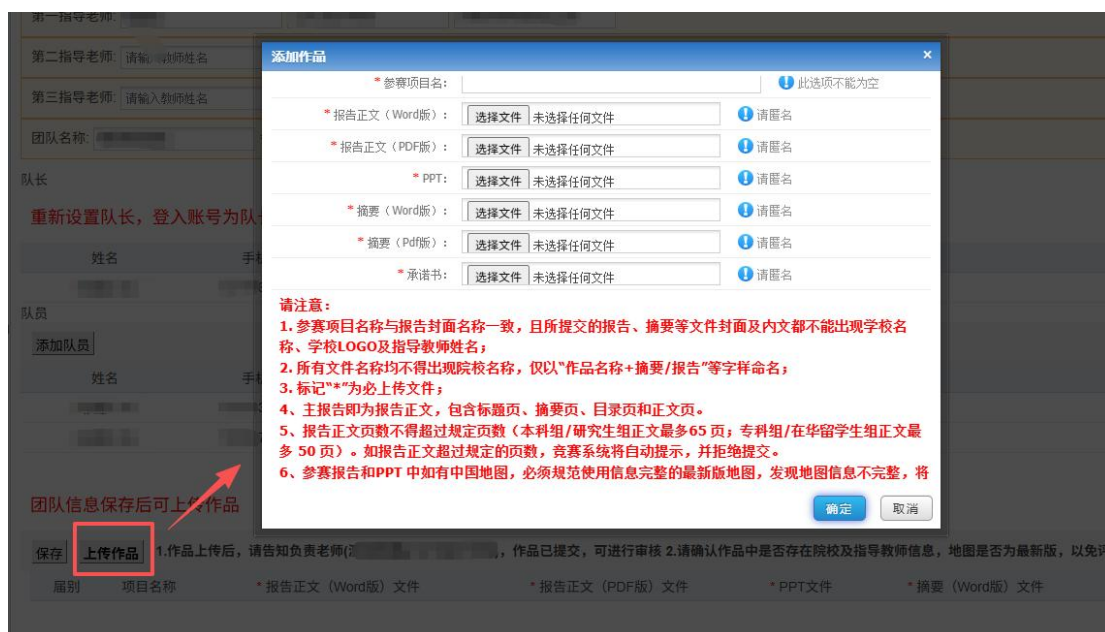 第一指导老师:
添加作品
×
第二指导老师: 请输 教师姓名
* 参赛项目名:
此选项不能为空
第三指导老师: 请输入教师姓名
* 报告正文（Word版）: 选择文件 未选择任何文件 请匿名
团队名称:
* 报告正文（PDF版）: 选择文件 未选择任何文件 请匿名
队长
* PPT: 选择文件 未选择任何文件 请匿名
重新设置队长，登入账号为队
* 摘要（Word版）: 选择文件 未选择任何文件 请匿名
* 摘要（Pdf版）: 选择文件 未选择任何文件 请匿名
姓名 手
* 承诺书: 选择文件 未选择任何文件 请匿名
队员
添加队员
姓名 手
请注意：
1. 参赛项目名称与报告封面名称一致，且所提交的报告、摘要等文件封面及内文都不能出现学校名
称、学校LOGO及指导教师姓名；
2. 所有文件名称均不得出现院校名称，仅以“作品名称+摘要/报告”等字样命名；
3. 标记“*”为必上传文件；
4、主报告即为报告正文，包含标题页、摘要页、目录页和正文页。
5、报告正文页数不得超过规定页数（本科组/研究生组正文最多65 页；专科组/在华留学生组正文最
多 50 页）。如报告正文超过规定的页数，竞赛系统将自动提示，并拒绝提交。
6、参赛报告和PPT 中如有中国地图，必须规范使用信息完整的最新版地图，发现地图信息不完整，将
确定 取消
团队信息保存后可上传作品
保存 上传作品 1.作品上传后，请告知负责老师( ，作品已提交，可进行审核 2.请确认作品中是否存在院校及指导教师信息，地图是否为最新版，以免
届别 项目名称 * 报告正文（Word版）文件 * 报告正文（PDF版）文件 * PPT文件 * 摘要（Word版）文件